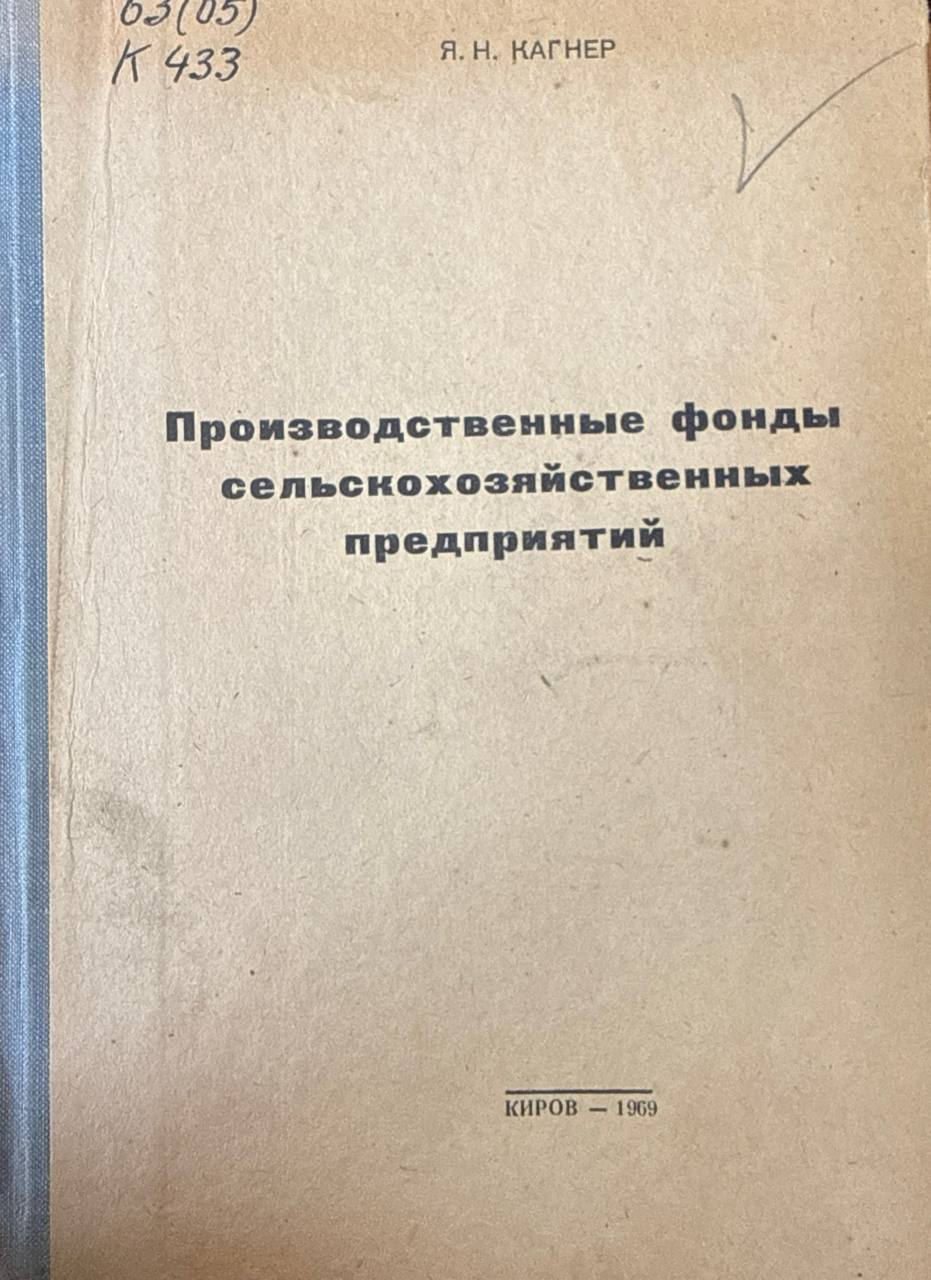 63(05)
К 433
Я. Н. КАГНЕР
Производственные фонды
сельскохозяйственных
предприятий
КИРОВ — 1969